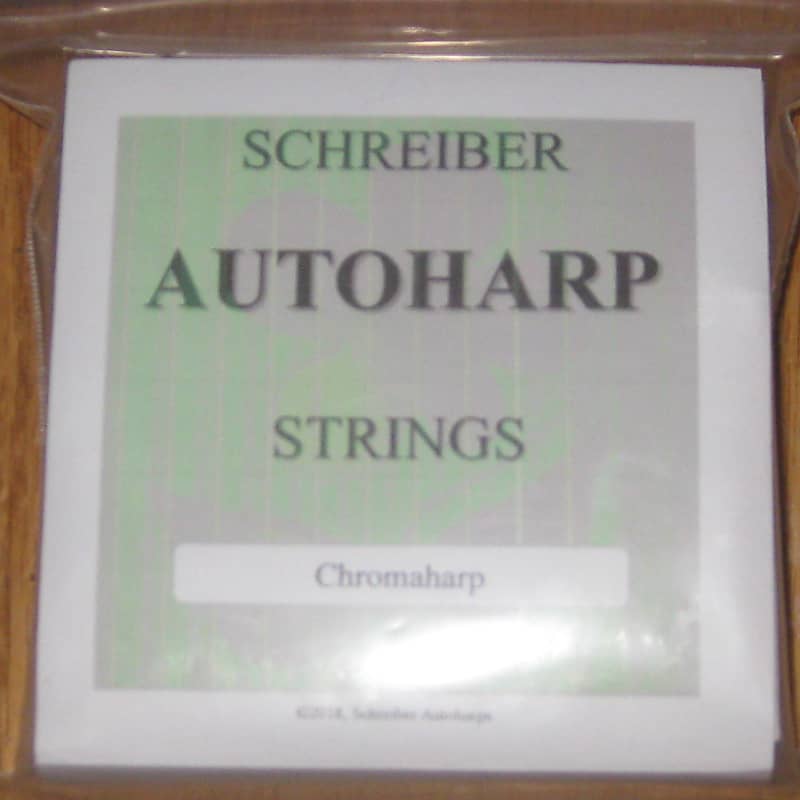 SCHREIBER
AUTOHARP
STRINGS
Chromaharp
©2018, Schreiber Autoharps